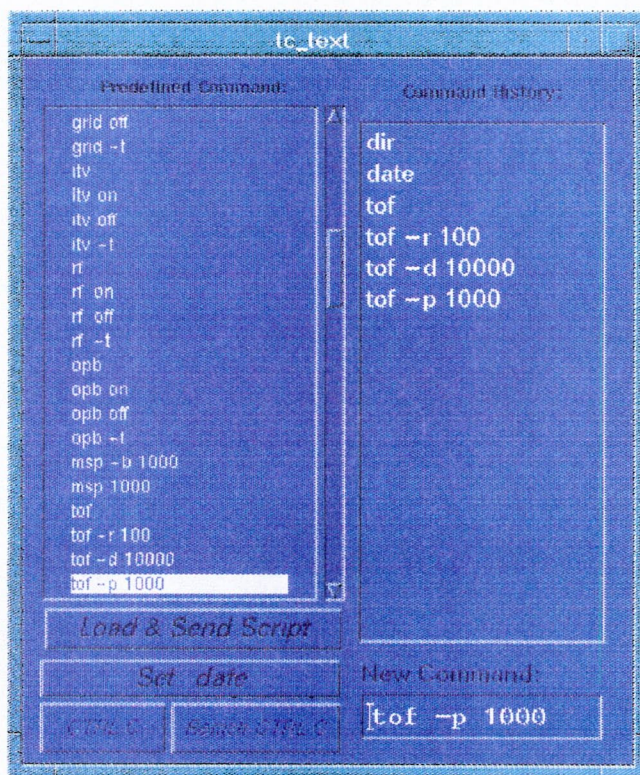 tc_text
Predefined Command:
grid off
grid -t
itv
itv on
itv off
itv -t
rf
rf on
rf off
rf -t
opb
opb on
opb off
opb -t
msp -b 1000
msp 1000
tof
tof -r 100
tof -d 10000
tof -p 1000
Load & Send Script
Set date
CTRL C
CTRL C
Command History:
dir
date
tof
tof -r 100
tof -d 10000
tof -p 1000
New Command:
tof -p 1000